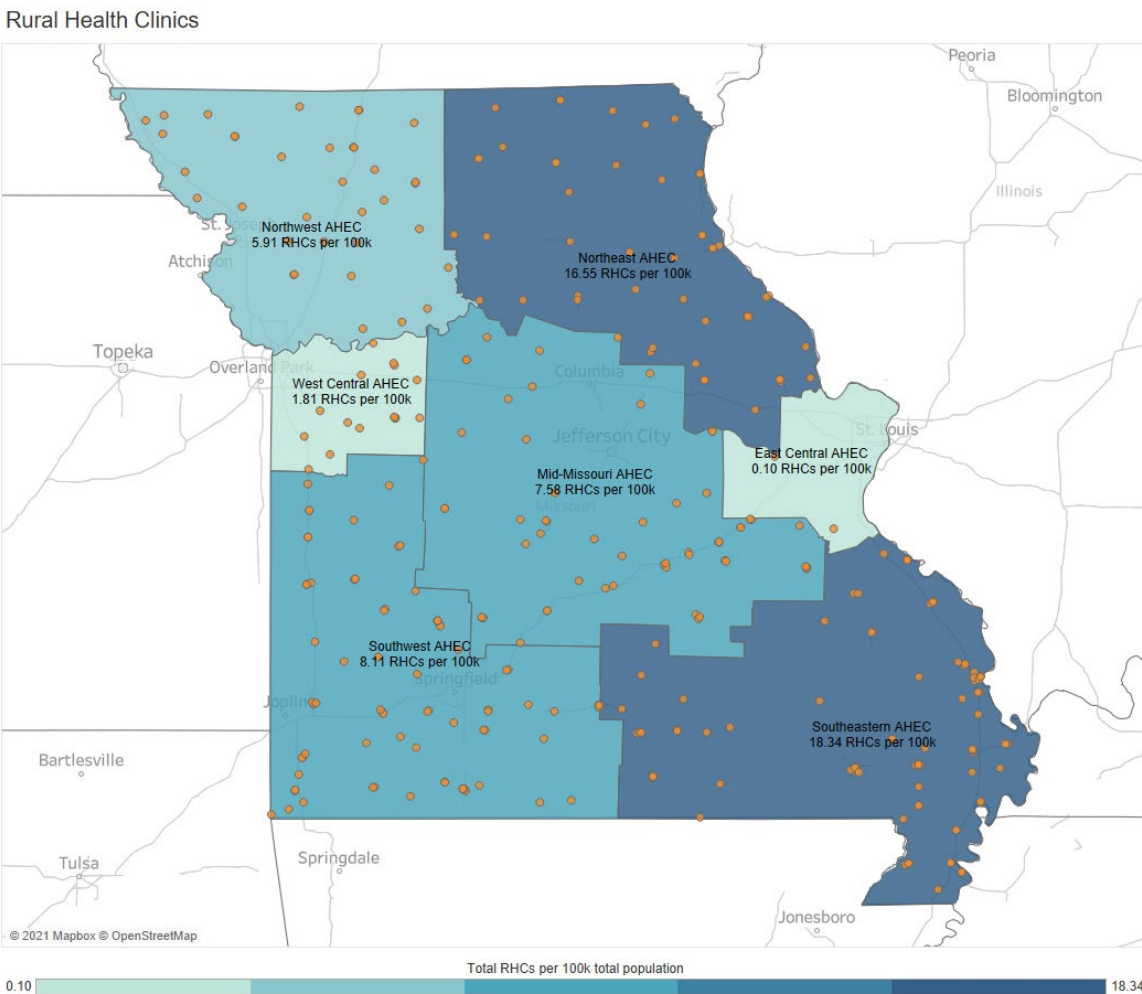 Rural Health Clinics
Peoria
Bloomington
Illinois
St. Joseph
Northwest AHEC
5.91 RHCs per 100k
Atchison
Northeast AHEC
16.55 RHCs per 100k
Topeka
Overland Park
West Central AHEC
1.81 RHCs per 100k
Columbia
Jefferson City
St. Louis
East Central AHEC
0.10 RHCs per 100k
Mid-Missouri AHEC
7.58 RHCs per 100k
Missouri
Southwest AHEC
8.11 RHCs per 100k
Springfield
Joplin
Southeastern AHEC
18.34 RHCs per 100k
Bartlesville
Tulsa
Springdale
Jonesboro
© 2021 Mapbox © OpenStreetMap
Total RHCs per 100k total population
0.10
18.34